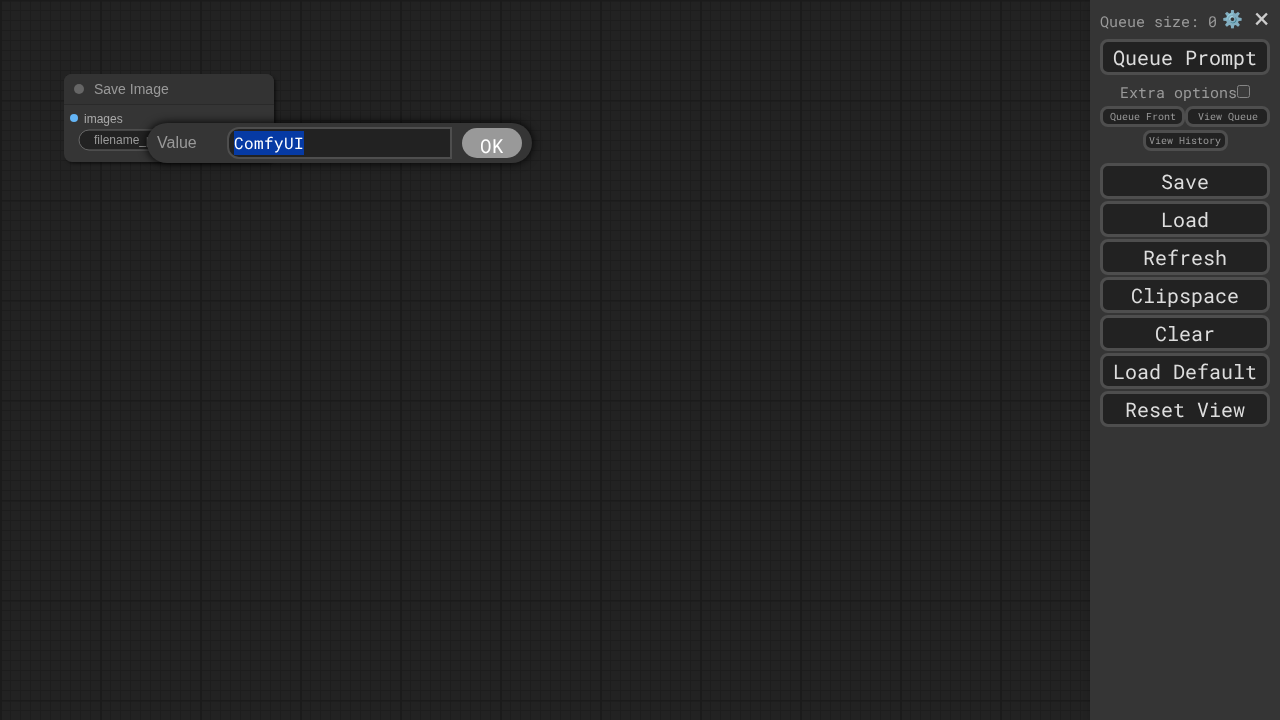 Queue size: 0
Queue Prompt
Extra options
Queue Front
View Queue
View History
Save
Load
Refresh
Clipspace
Clear
Load Default
Reset View
Save Image
images
filename_
Value
ComfyUI
OK